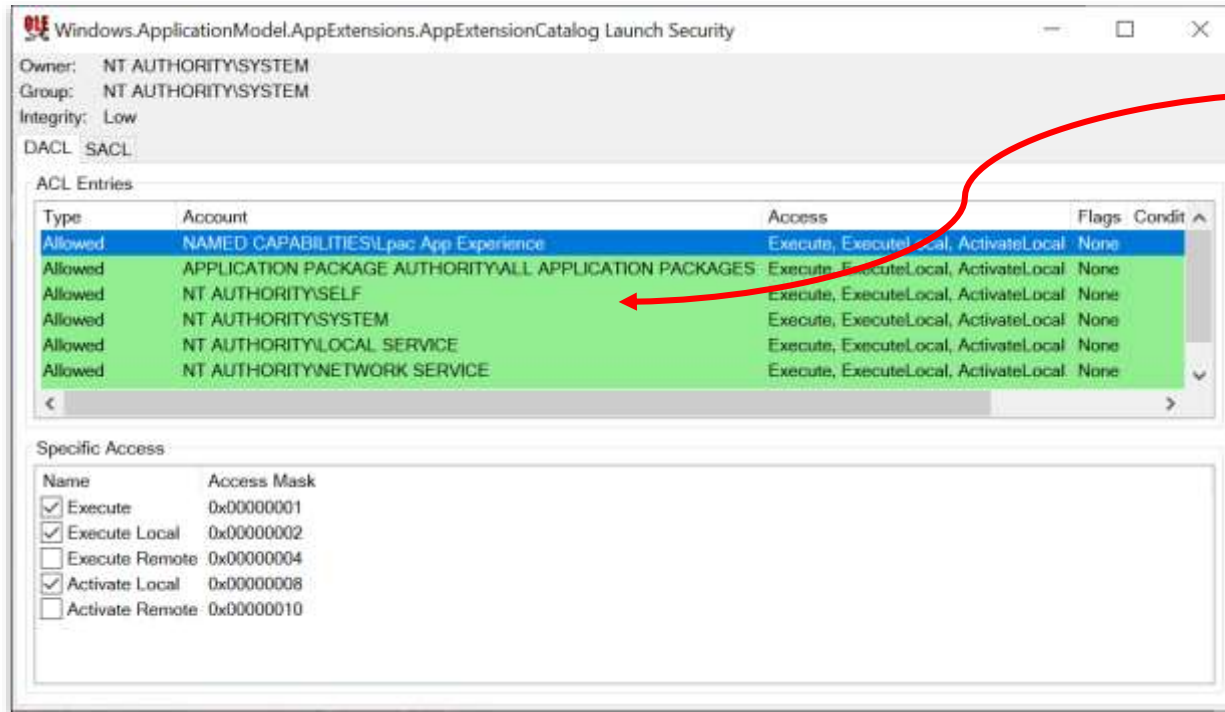 OLE Windows.ApplicationModel.AppExtensions.AppExtensionCatalog Launch Security
Owner: NT AUTHORITY\SYSTEM
Group: NT AUTHORITY\SYSTEM
Integrity: Low
DACL SACL
ACL Entries
Type Account Access Flags Condit
Allowed NAMED CAPABILITIES\Lpac App Experience Execute, ExecuteLocal, ActivateLocal None
Allowed APPLICATION PACKAGE AUTHORITY\ALL APPLICATION PACKAGES Execute, ExecuteLocal, ActivateLocal None
Allowed NT AUTHORITY\SELF Execute, ExecuteLocal, ActivateLocal None
Allowed NT AUTHORITY\SYSTEM Execute, ExecuteLocal, ActivateLocal None
Allowed NT AUTHORITY\LOCAL SERVICE Execute, ExecuteLocal, ActivateLocal None
Allowed NT AUTHORITY\NETWORK SERVICE Execute, ExecuteLocal, ActivateLocal None
Specific Access
Name Access Mask
Execute 0x00000001
Execute Local 0x00000002
Execute Remote 0x00000004
Activate Local 0x00000008
Activate Remote 0x00000010